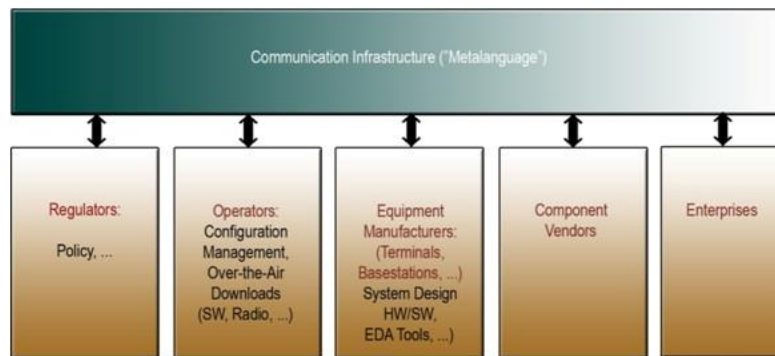 Communication Infrastructure ("Metalanguage")
Regulators:
Policy, ...
Operators:
Configuration
Management,
Over-the-Air
Downloads
(SW, Radio, ...)
Equipment
Manufacturers:
(Terminals,
Basestations, ...)
System Design
HW/SW,
EDA Tools, ...)
Component
Vendors
Enterprises